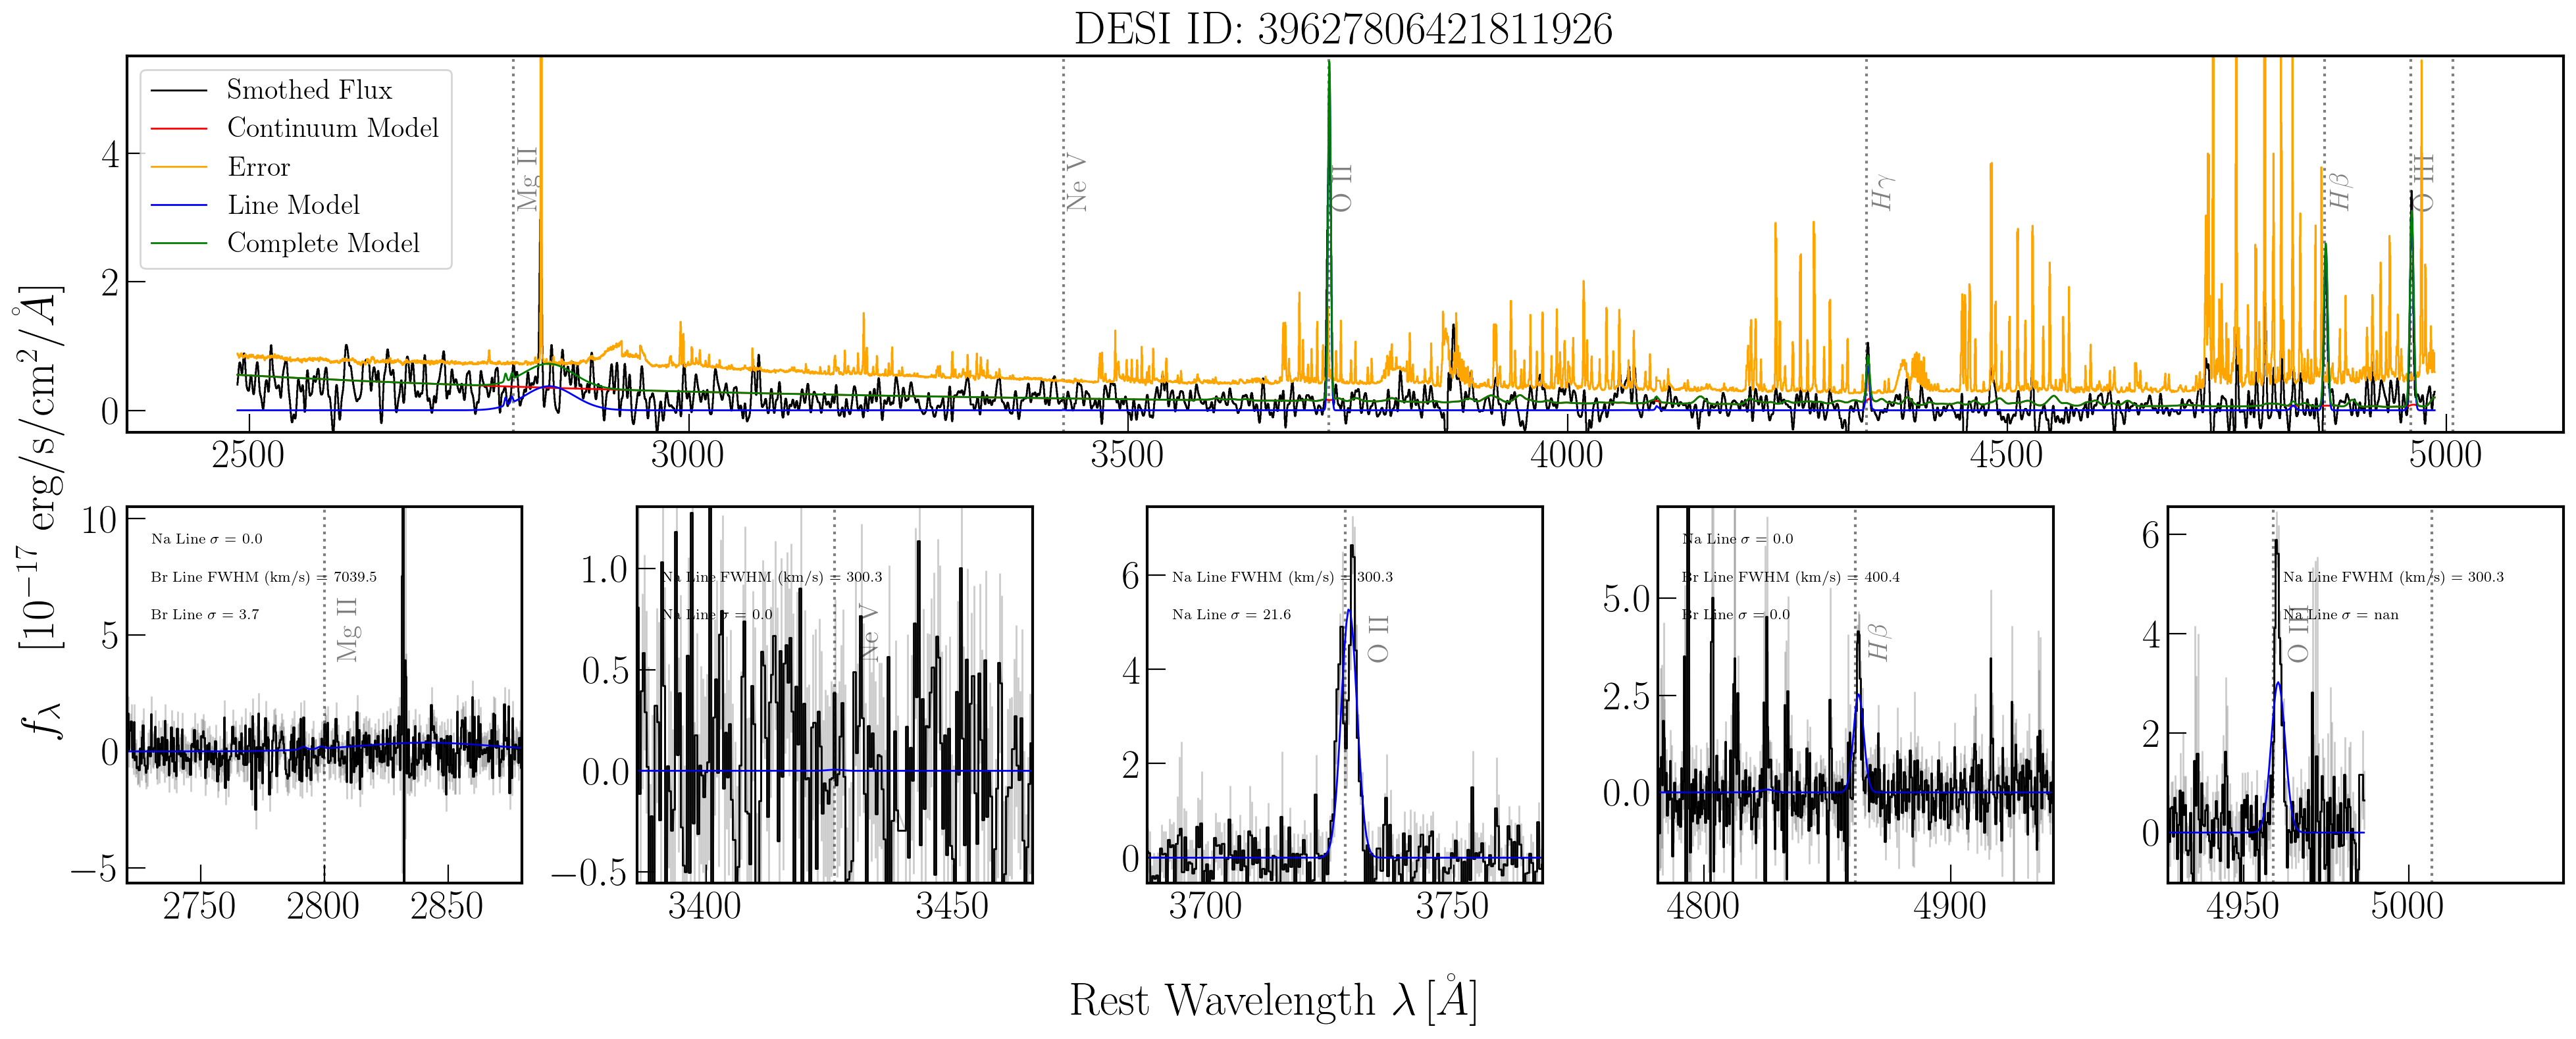 DESI ID: 39627806421811926
Smothed Flux
Continuum Model
Error
Line Model
Complete Model
Mg II
Ne V
O II
Hγ
Hβ
O III
4
2
0
2500
3000
3500
4000
4500
5000
fλ [10⁻¹⁷ erg/s/cm²/Å]
10
5
0
−5
Na Line σ = 0.0
Br Line FWHM (km/s) = 7039.5
Br Line σ = 3.7
Mg II
2750
2800
2850
1.0
0.5
0.0
−0.5
Na Line FWHM (km/s) = 300.3
Na Line σ = 0.0
Ne V
3400
3450
6
4
2
0
Na Line FWHM (km/s) = 300.3
Na Line σ = 21.6
O II
3700
3750
5.0
2.5
0.0
Na Line σ = 0.0
Br Line FWHM (km/s) = 400.4
Br Line σ = 0.0
Hβ
4800
4900
6
4
2
0
Na Line FWHM (km/s) = 300.3
Na Line σ = nan
O III
4950
5000
Rest Wavelength λ [Å]